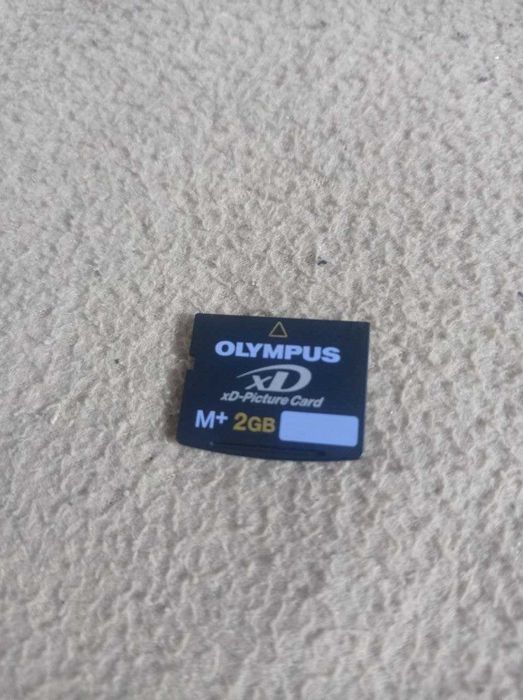 OLYMPUS
xD
xD-Picture Card
M+ 2GB